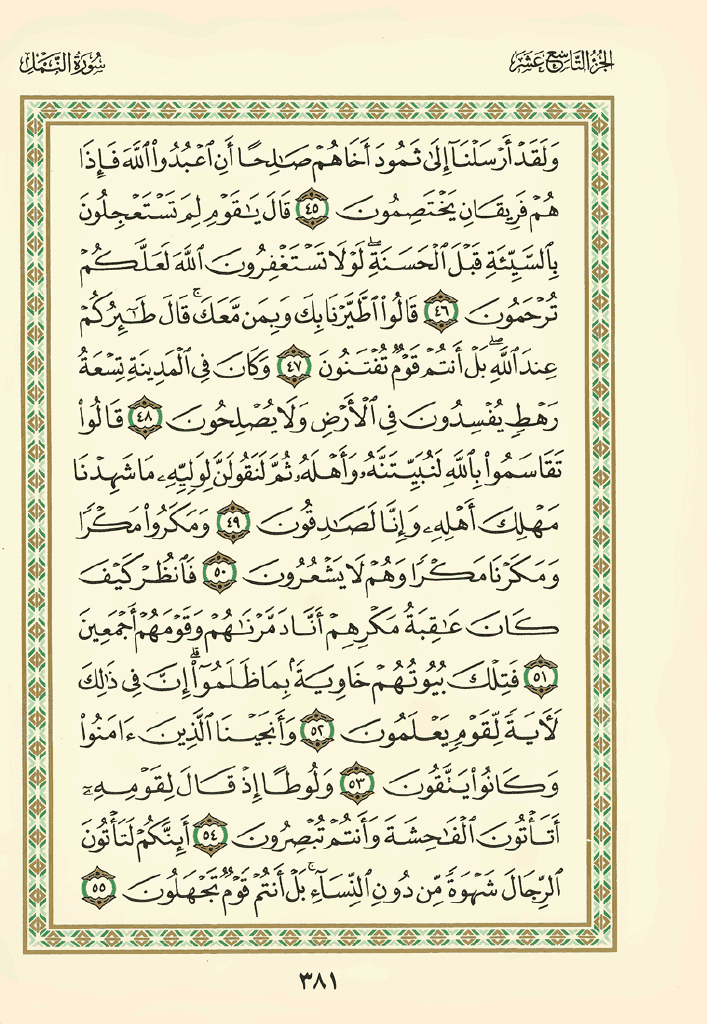 الجزء التاسع عشر
سورة النمل
وَلَقَدْ أَرْسَلْنَآ إِلَىٰ ثَمُودَ أَخَاهُمْ صَٰلِحًا أَنِ ٱعْبُدُوا۟ ٱللَّهَ فَإِذَا
هُمْ فَرِيقَانِ يَخْتَصِمُونَ ٤٥ قَالَ يَٰقَوْمِ لِمَ تَسْتَعْجِلُونَ
بِٱلسَّيِّئَةِ قَبْلَ ٱلْحَسَنَةِ ۖ لَوْلَا تَسْتَغْفِرُونَ ٱللَّهَ لَعَلَّكُمْ
تُرْحَمُونَ ٤٦ قَالُوا۟ ٱطَّيَّرْنَا بِكَ وَبِمَن مَّعَكَ ۚ قَالَ طَٰٓئِرُكُمْ
عِندَ ٱللَّهِ ۖ بَلْ أَنتُمْ قَوْمٌ تُفْتَنُونَ ٤٧ وَكَانَ فِى ٱلْمَدِينَةِ تِسْعَةُ
رَهْطٍ يُفْسِدُونَ فِى ٱلْأَرْضِ وَلَا يُصْلِحُونَ ٤٨ قَالُوا۟
تَقَاسَمُوا۟ بِٱللَّهِ لَنُبَيِّتَنَّهُۥ وَأَهْلَهُۥ ثُمَّ لَنَقُولَنَّ لِوَلِيِّهِۦ مَا شَهِدْنَا
مَهْلِكَ أَهْلِهِۦ وَإِنَّا لَصَٰدِقُونَ ٤٩ وَمَكَرُوا۟ مَكْرًا
وَمَكَرْنَا مَكْرًا وَهُمْ لَا يَشْعُرُونَ ٥٠ فَٱنظُرْ كَيْفَ
كَانَ عَٰقِبَةُ مَكْرِهِمْ أَنَّا دَمَّرْنَٰهُمْ وَقَوْمَهُمْ أَجْمَعِينَ
٥١ فَتِلْكَ بُيُوتُهُمْ خَاوِيَةًۢ بِمَا ظَلَمُوٓا۟ ۗ إِنَّ فِى ذَٰلِكَ
لَءَايَةً لِّقَوْمٍ يَعْلَمُونَ ٥٢ وَأَنجَيْنَا ٱلَّذِينَ ءَامَنُوا۟
وَكَانُوا۟ يَتَّقُونَ ٥٣ وَلُوطًا إِذْ قَالَ لِقَوْمِهِۦٓ
أَتَأْتُونَ ٱلْفَٰحِشَةَ وَأَنتُمْ تُبْصِرُونَ ٥٤ أَئِنَّكُمْ لَتَأْتُونَ
ٱلرِّجَالَ شَهْوَةً مِّن دُونِ ٱلنِّسَآءِ ۚ بَلْ أَنتُمْ قَوْمٌ تَجْهَلُونَ ٥٥
٣٨١